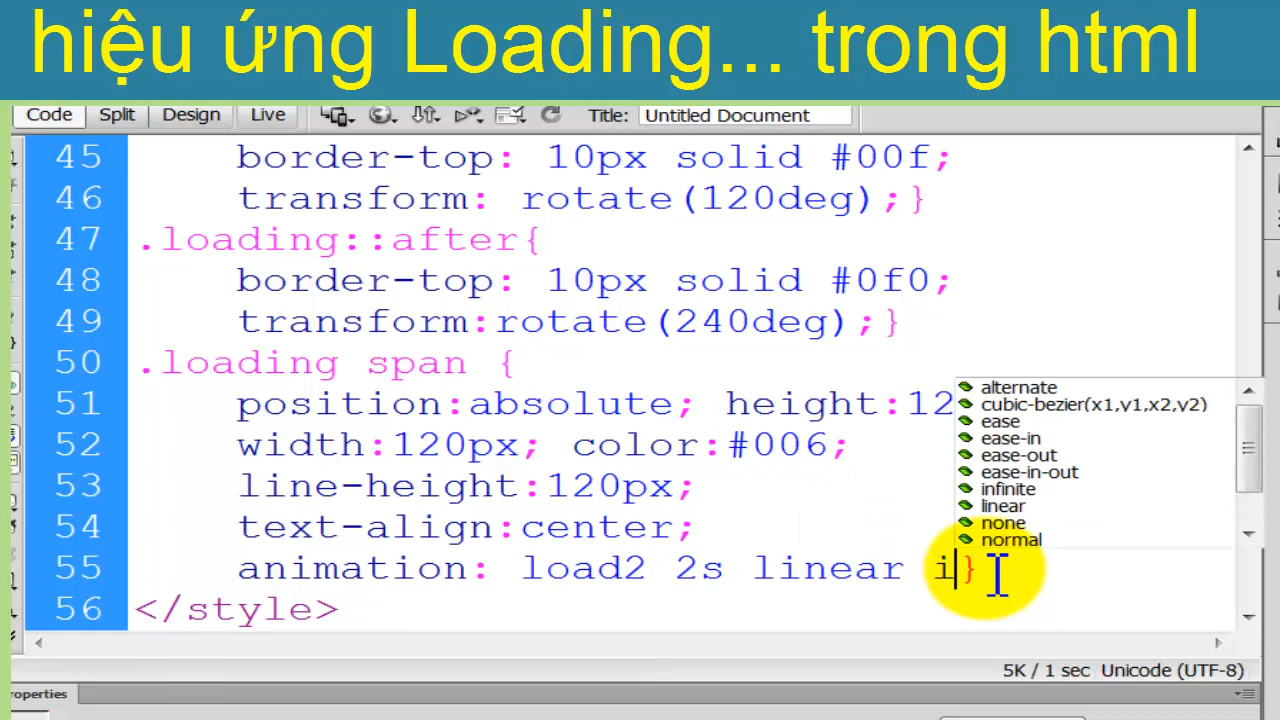 hiệu ứng Loading... trong html
Code Split Design Live Title: Untitled Document
45 border-top: 10px solid #00f;
46 transform: rotate(120deg);}
47 .loading::after{
48 border-top: 10px solid #0f0;
49 transform:rotate(240deg);}
50 .loading span {
51 position:absolute; height:12
52 width:120px; color:#006;
53 line-height:120px;
54 text-align:center;
55 animation: load2 2s linear i}
56 </style>
alternate
cubic-bezier(x1,y1,x2,y2)
ease
ease-in
ease-out
ease-in-out
infinite
linear
none
normal
5K / 1 sec Unicode (UTF-8)
roperties